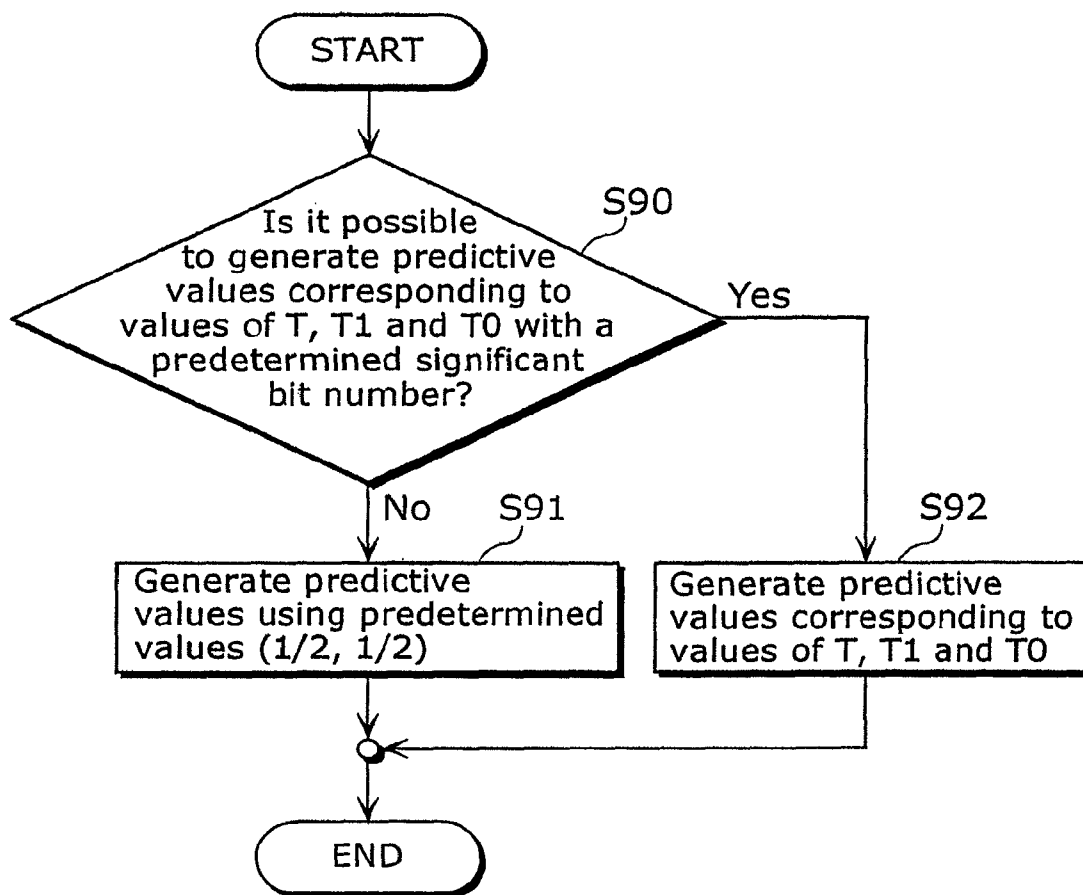 START
S90
Is it possible
to generate predictive
values corresponding to
values of T, T1 and T0 with a
predetermined significant
bit number?
Yes
No
S91
Generate predictive
values using predetermined
values (1/2, 1/2)
S92
Generate predictive
values corresponding to
values of T, T1 and T0
END